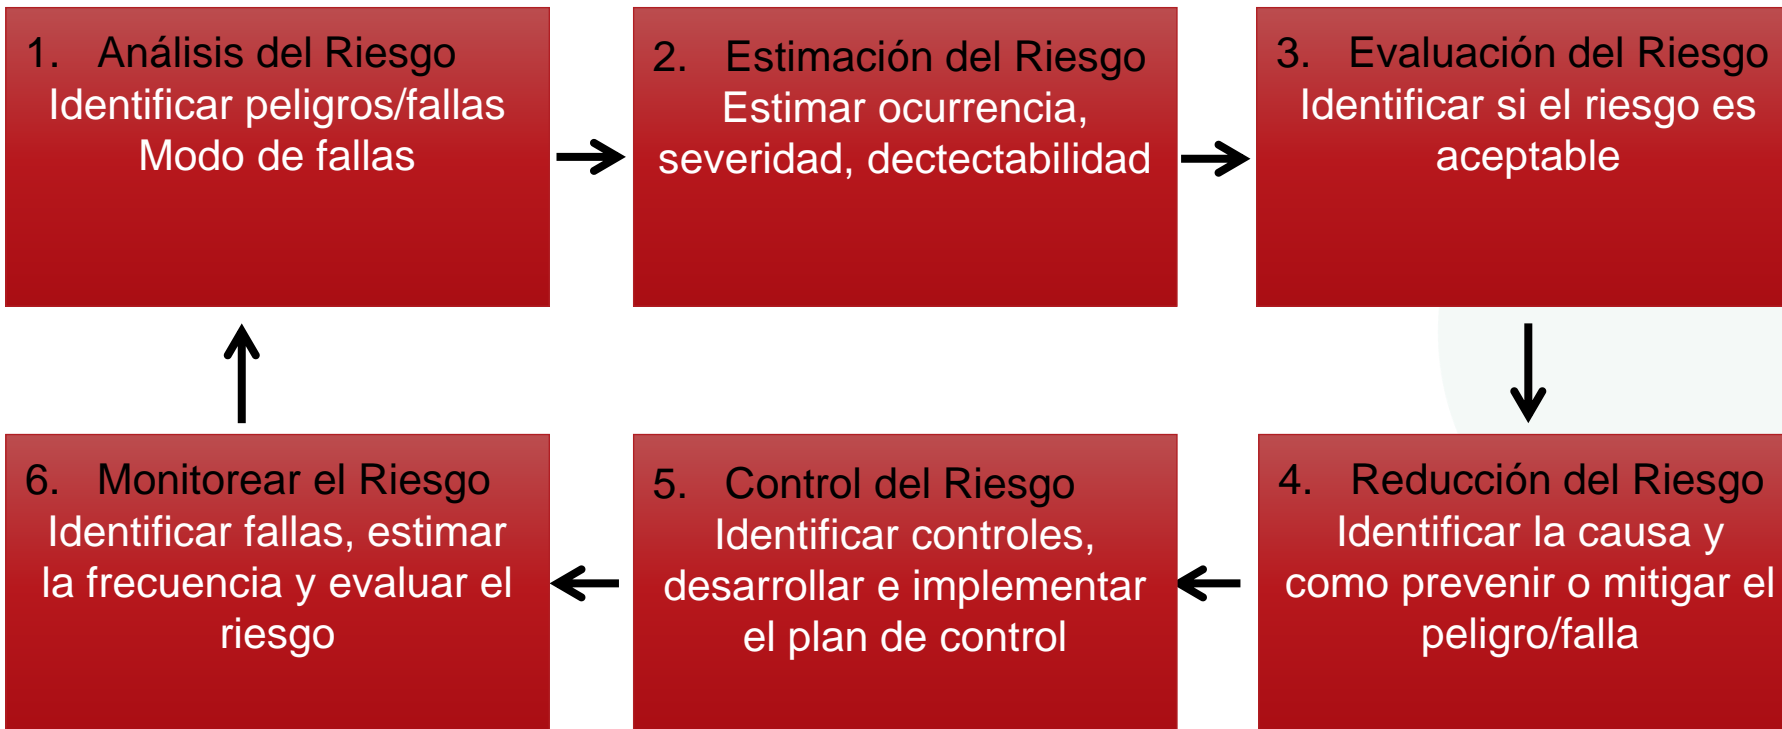 1. Análisis del Riesgo
Identificar peligros/fallas
Modo de fallas
2. Estimación del Riesgo
Estimar ocurrencia,
severidad, dectectabilidad
3. Evaluación del Riesgo
Identificar si el riesgo es
aceptable
4. Reducción del Riesgo
Identificar la causa y
como prevenir o mitigar el
peligro/falla
5. Control del Riesgo
Identificar controles,
desarrollar e implementar
el plan de control
6. Monitorear el Riesgo
Identificar fallas, estimar
la frecuencia y evaluar el
riesgo